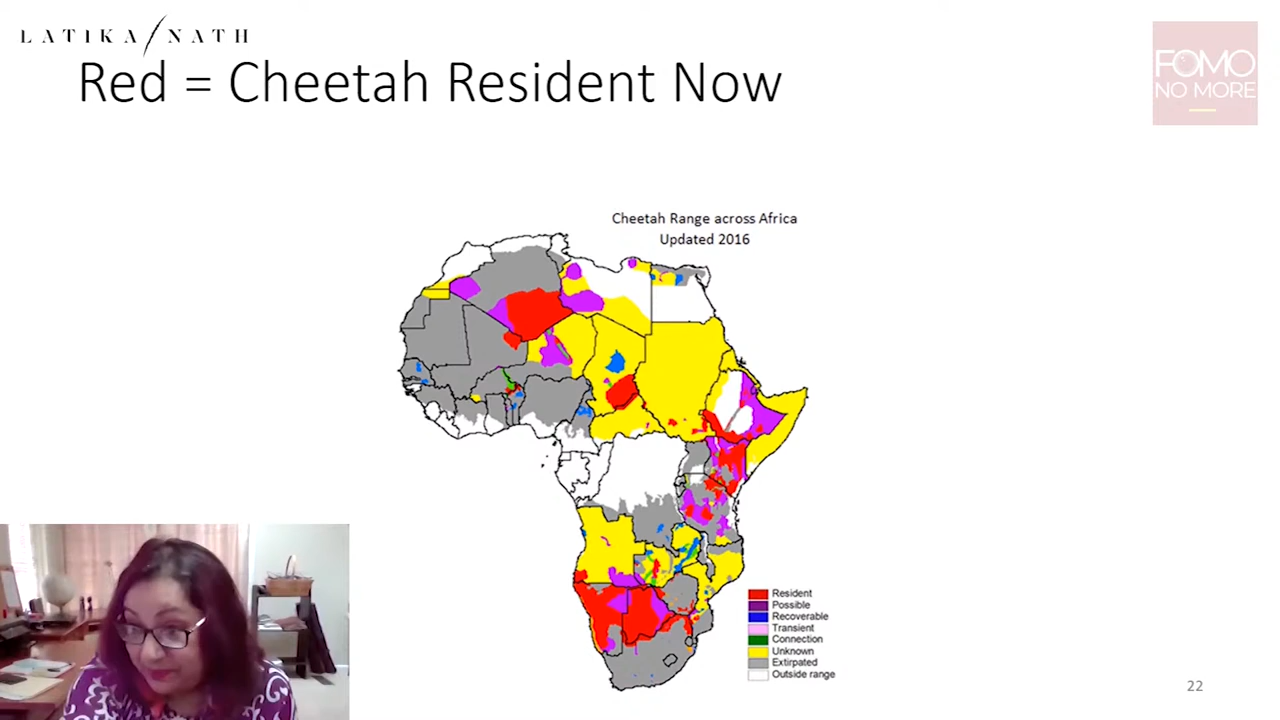 LATIKA/NATH
Red = Cheetah Resident Now
FOMO
NO MORE
Cheetah Range across Africa
Updated 2016
Resident
Possible
Recoverable
Transient
Connection
Unknown
Extirpated
Outside range
22